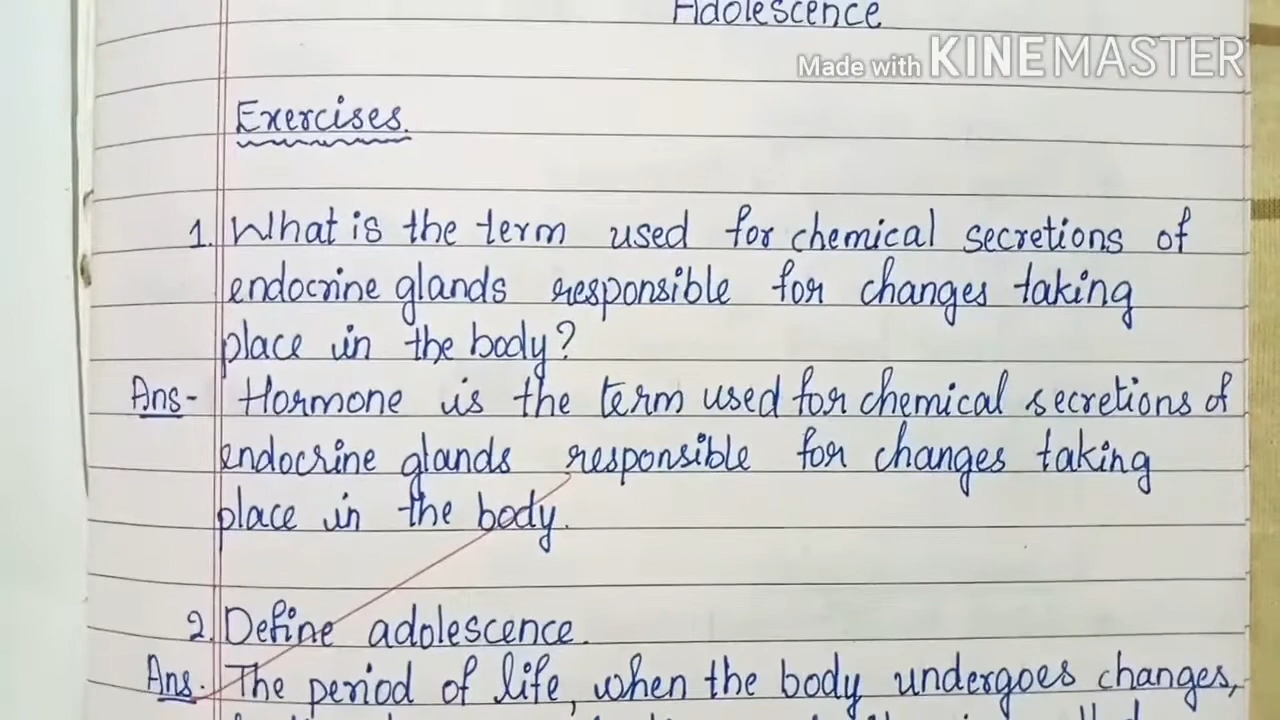 Adolescence
Made with KINEMASTER
Exercises.
1. What is the term used for chemical secretions of
endocrine glands responsible for changes taking
place in the body?
Ans- Hormone is the term used for chemical secretions of
endocrine glands responsible for changes taking
place in the body.
2. Define adolescence.
Ans. The period of life, when the body undergoes changes,